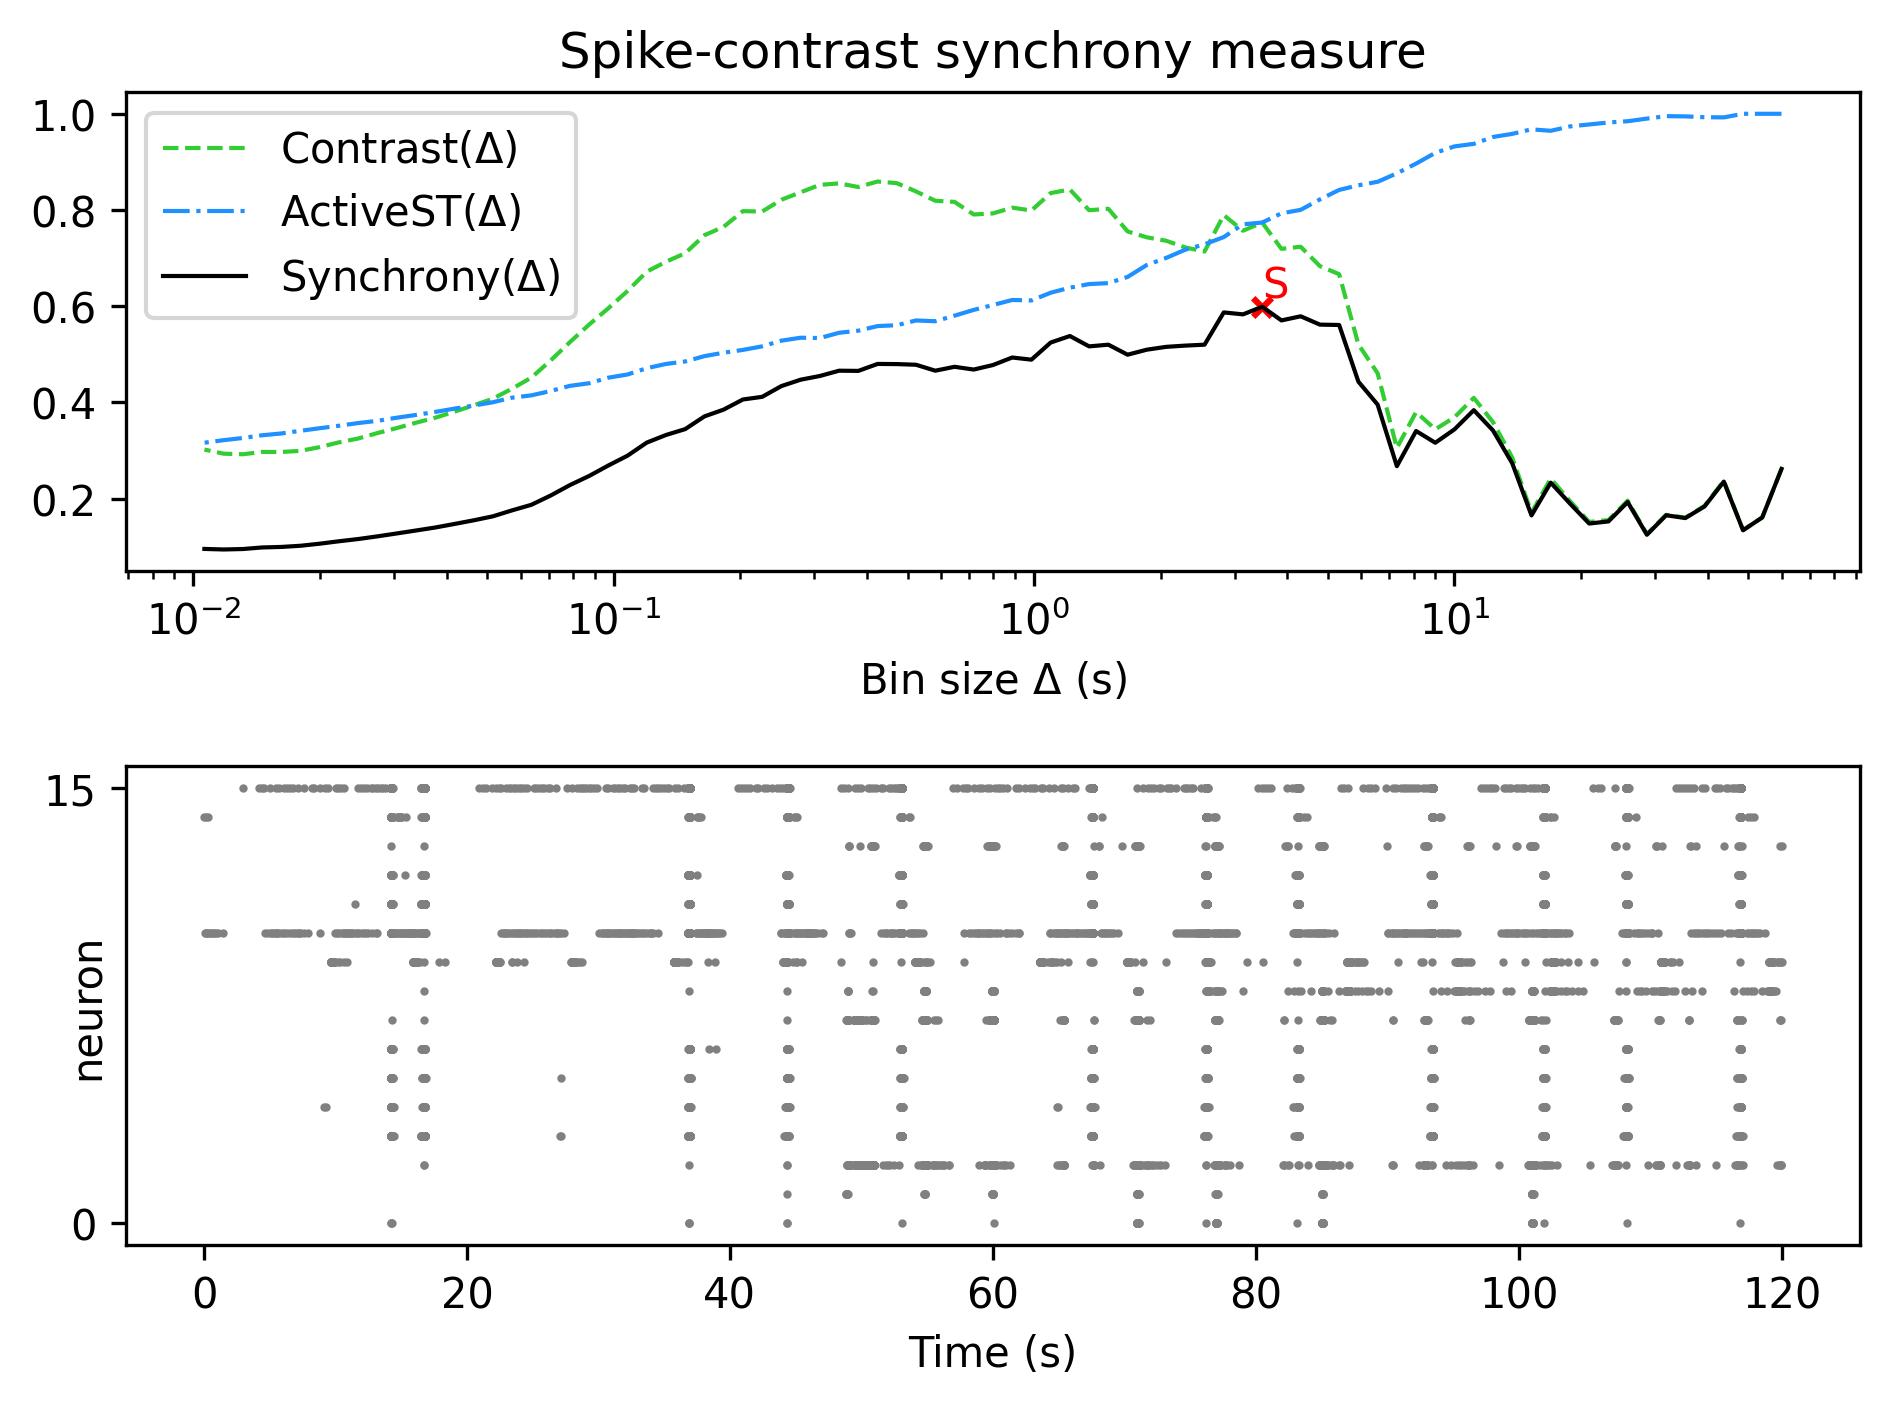 Spike-contrast synchrony measure
1.0
0.8
0.6
0.4
0.2
Contrast(Δ)
ActiveST(Δ)
Synchrony(Δ)
S
10⁻² 10⁻¹ 10⁰ 10¹
Bin size Δ (s)
15
0
neuron
0 20 40 60 80 100 120
Time (s)